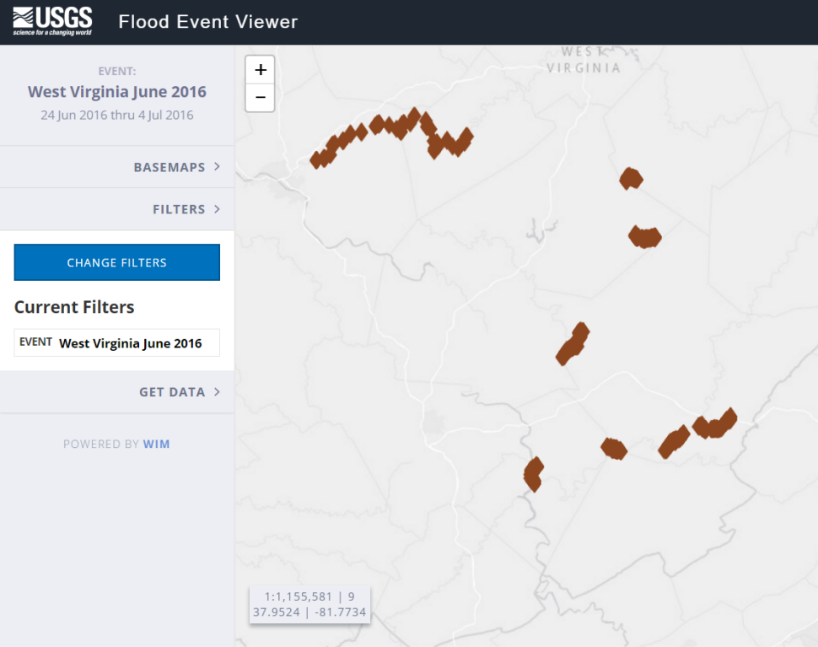 USGS
science for a changing world
Flood Event Viewer
EVENT:
West Virginia June 2016
24 Jun 2016 thru 4 Jul 2016
BASEMAPS >
FILTERS >
CHANGE FILTERS
Current Filters
EVENT West Virginia June 2016
GET DATA >
POWERED BY WIM
+
−
WEST
VIRGINIA
1:1,155,581 | 9
37.9524 | -81.7734